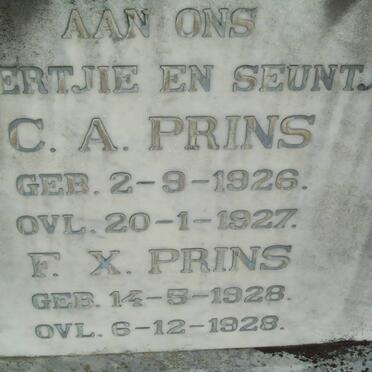 AAN ONS
ERTJIE EN SEUNTJ
C. A. PRINS
GEB. 2-9-1926.
OVL. 20-1-1927.
F. X. PRINS
GEB. 14-5-1928.
OVL. 6-12-1928.